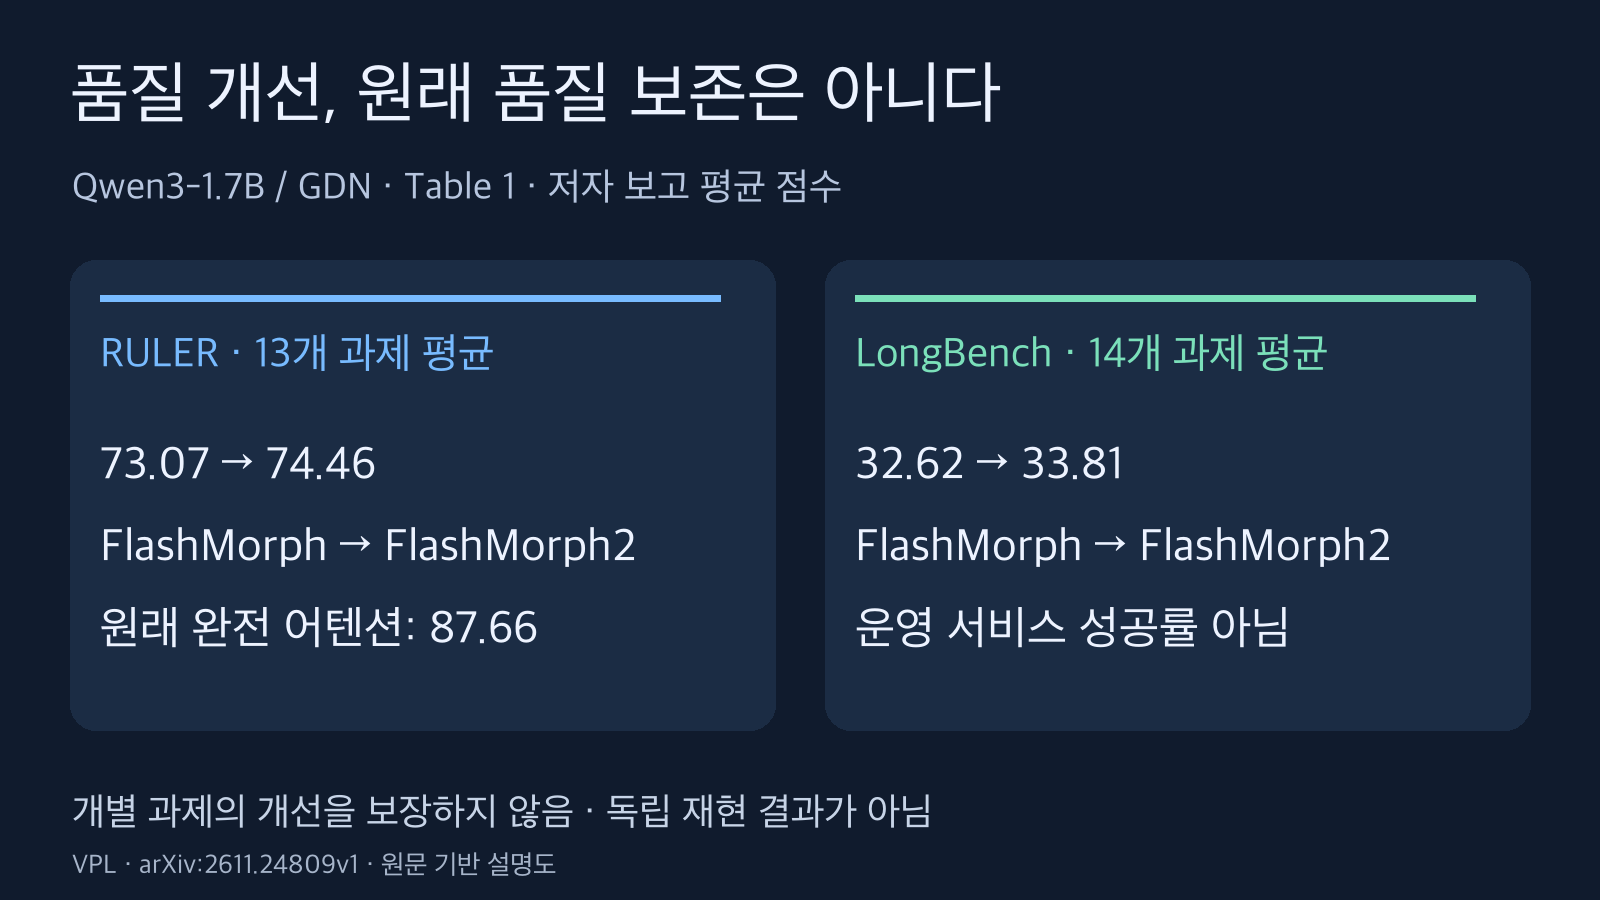 품질 개선, 원래 품질 보존은 아니다
Qwen3-1.7B / GDN · Table 1 · 저자 보고 평균 점수
RULER · 13개 과제 평균
73.07 → 74.46
FlashMorph → FlashMorph2
원래 완전 어텐션: 87.66
LongBench · 14개 과제 평균
32.62 → 33.81
FlashMorph → FlashMorph2
운영 서비스 성공률 아님
개별 과제의 개선을 보장하지 않음 · 독립 재현 결과가 아님
VPL · arXiv:2611.24809v1 · 원문 기반 설명도